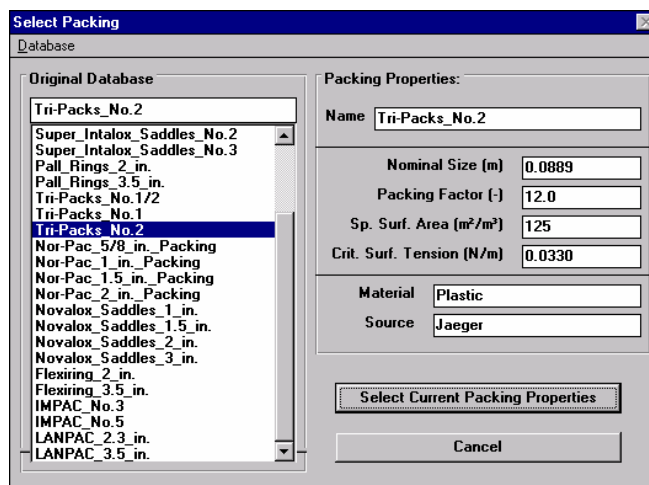 Select Packing
Database
Original Database
Tri-Packs_No.2
Super_Intalox_Saddles_No.2
Super_Intalox_Saddles_No.3
Pall_Rings_2_in.
Pall_Rings_3.5_in.
Tri-Packs_No.1/2
Tri-Packs_No.1
Tri-Packs_No.2
Nor-Pac_5/8_in._Packing
Nor-Pac_1_in._Packing
Nor-Pac_1.5_in._Packing
Nor-Pac_2_in._Packing
Novalox_Saddles_1_in.
Novalox_Saddles_1.5_in.
Novalox_Saddles_2_in.
Novalox_Saddles_3_in.
Flexiring_2_in.
Flexiring_3.5_in.
IMPAC_No.3
IMPAC_No.5
LANPAC_2.3_in.
LANPAC_3.5_in.
Packing Properties:
Name Tri-Packs_No.2
Nominal Size (m) 0.0889
Packing Factor (-) 12.0
Sp. Surf. Area (m²/m³) 125
Crit. Surf. Tension (N/m) 0.0330
Material Plastic
Source Jaeger
Select Current Packing Properties
Cancel